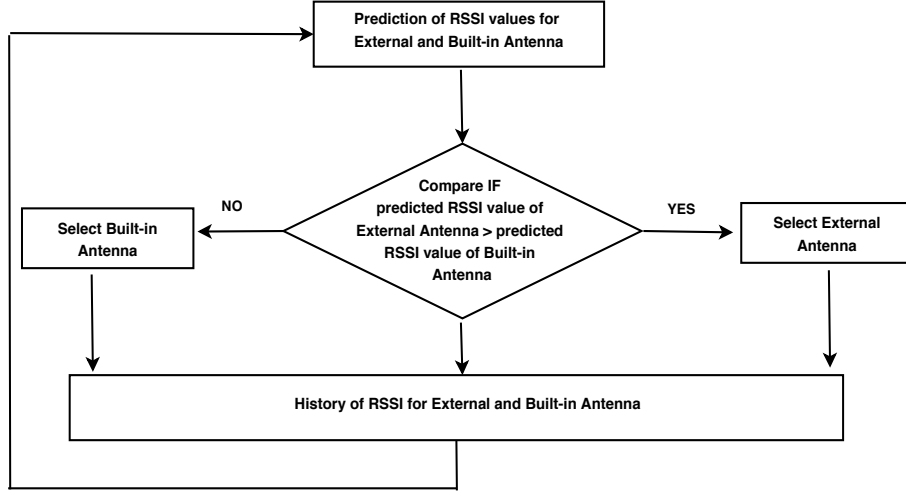 Prediction of RSSI values for
External and Built-in Antenna
Compare IF
predicted RSSI value of
External Antenna > predicted
RSSI value of Built-in
Antenna
NO
YES
Select Built-in
Antenna
Select External
Antenna
History of RSSI for External and Built-in Antenna